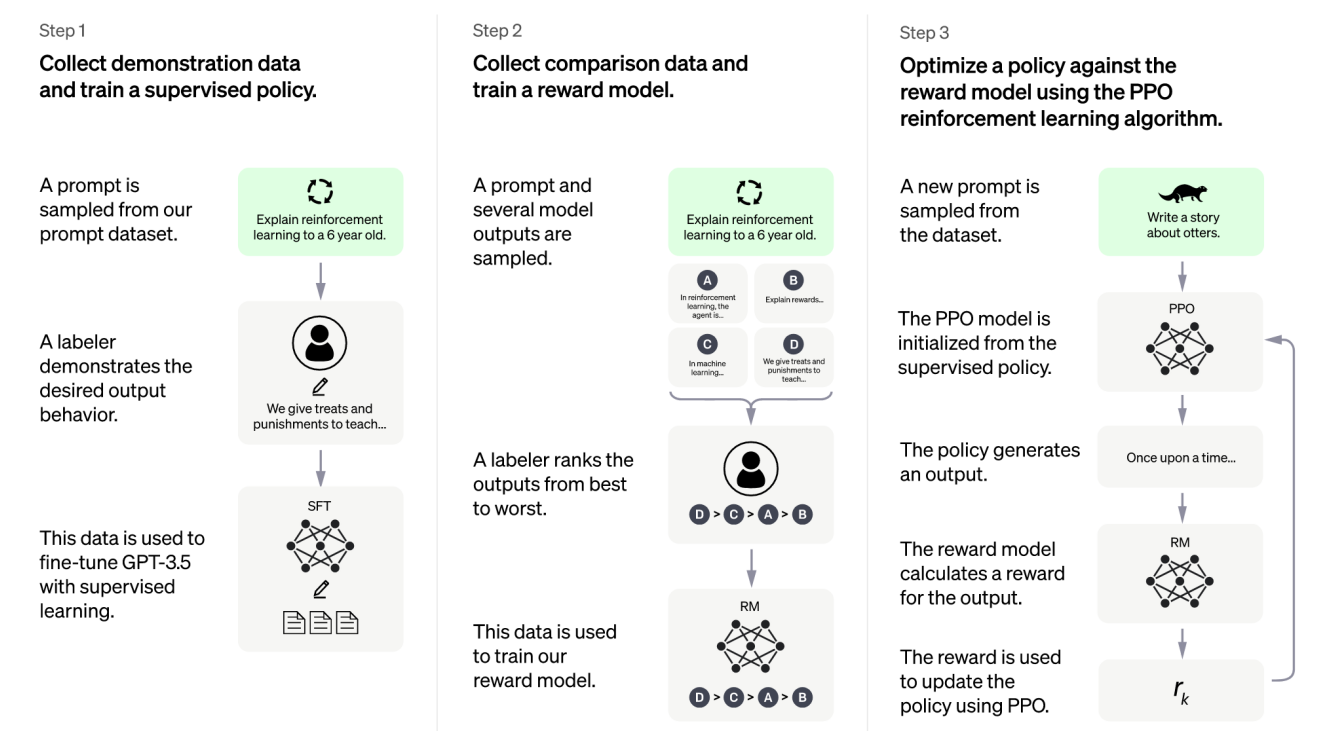 Step 1
Collect demonstration data
and train a supervised policy.
A prompt is
sampled from our
prompt dataset.
Explain reinforcement
learning to a 6 year old.
A labeler
demonstrates the
desired output
behavior.
We give treats and
punishments to teach...
This data is used to
fine-tune GPT-3.5
with supervised
learning.
SFT
Step 2
Collect comparison data and
train a reward model.
A prompt and
several model
outputs are
sampled.
Explain reinforcement
learning to a 6 year old.
A
In reinforcement
learning, the
agent is...
B
Explain rewards...
C
In machine
learning...
D
We give treats and
punishments to
teach...
A labeler ranks the
outputs from best
to worst.
D > C > A > B
This data is used
to train our
reward model.
RM
D > C > A > B
Step 3
Optimize a policy against the
reward model using the PPO
reinforcement learning algorithm.
A new prompt is
sampled from
the dataset.
Write a story
about otters.
The PPO model is
initialized from the
supervised policy.
PPO
The policy generates
an output.
Once upon a time...
The reward model
calculates a reward
for the output.
RM
The reward is used
to update the
policy using PPO.
rk